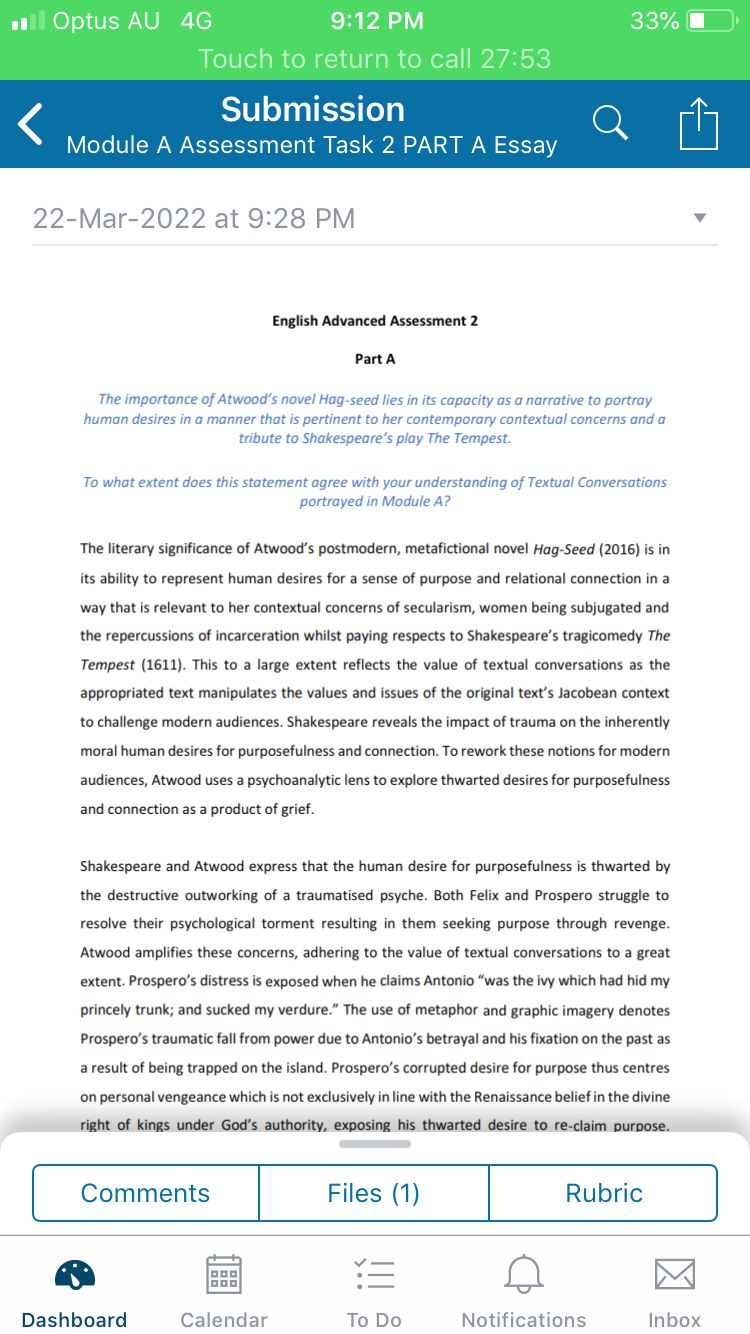 Optus AU 4G 9:12 PM 33%
Touch to return to call 27:53
Submission
Module A Assessment Task 2 PART A Essay
22-Mar-2022 at 9:28 PM
English Advanced Assessment 2
Part A
The importance of Atwood's novel Hag-seed lies in its capacity as a narrative to portray
human desires in a manner that is pertinent to her contemporary contextual concerns and a
tribute to Shakespeare's play The Tempest.
To what extent does this statement agree with your understanding of Textual Conversations
portrayed in Module A?
The literary significance of Atwood's postmodern, metafictional novel Hag-Seed (2016) is in
its ability to represent human desires for a sense of purpose and relational connection in a
way that is relevant to her contextual concerns of secularism, women being subjugated and
the repercussions of incarceration whilst paying respects to Shakespeare's tragicomedy The
Tempest (1611). This to a large extent reflects the value of textual conversations as the
appropriated text manipulates the values and issues of the original text's Jacobean context
to challenge modern audiences. Shakespeare reveals the impact of trauma on the inherently
moral human desires for purposefulness and connection. To rework these notions for modern
audiences, Atwood uses a psychoanalytic lens to explore thwarted desires for purposefulness
and connection as a product of grief.
Shakespeare and Atwood express that the human desire for purposefulness is thwarted by
the destructive outworking of a traumatised psyche. Both Felix and Prospero struggle to
resolve their psychological torment resulting in them seeking purpose through revenge.
Atwood amplifies these concerns, adhering to the value of textual conversations to a great
extent. Prospero's distress is exposed when he claims Antonio "was the ivy which had hid my
princely trunk; and sucked my verdure." The use of metaphor and graphic imagery denotes
Prospero's traumatic fall from power due to Antonio's betrayal and his fixation on the past as
a result of being trapped on the island. Prospero's corrupted desire for purpose thus centres
on personal vengeance which is not exclusively in line with the Renaissance belief in the divine
right of kings under God's authority, exposing his thwarted desire to re-claim purpose.
Comments Files (1) Rubric
Dashboard Calendar To Do Notifications Inbox